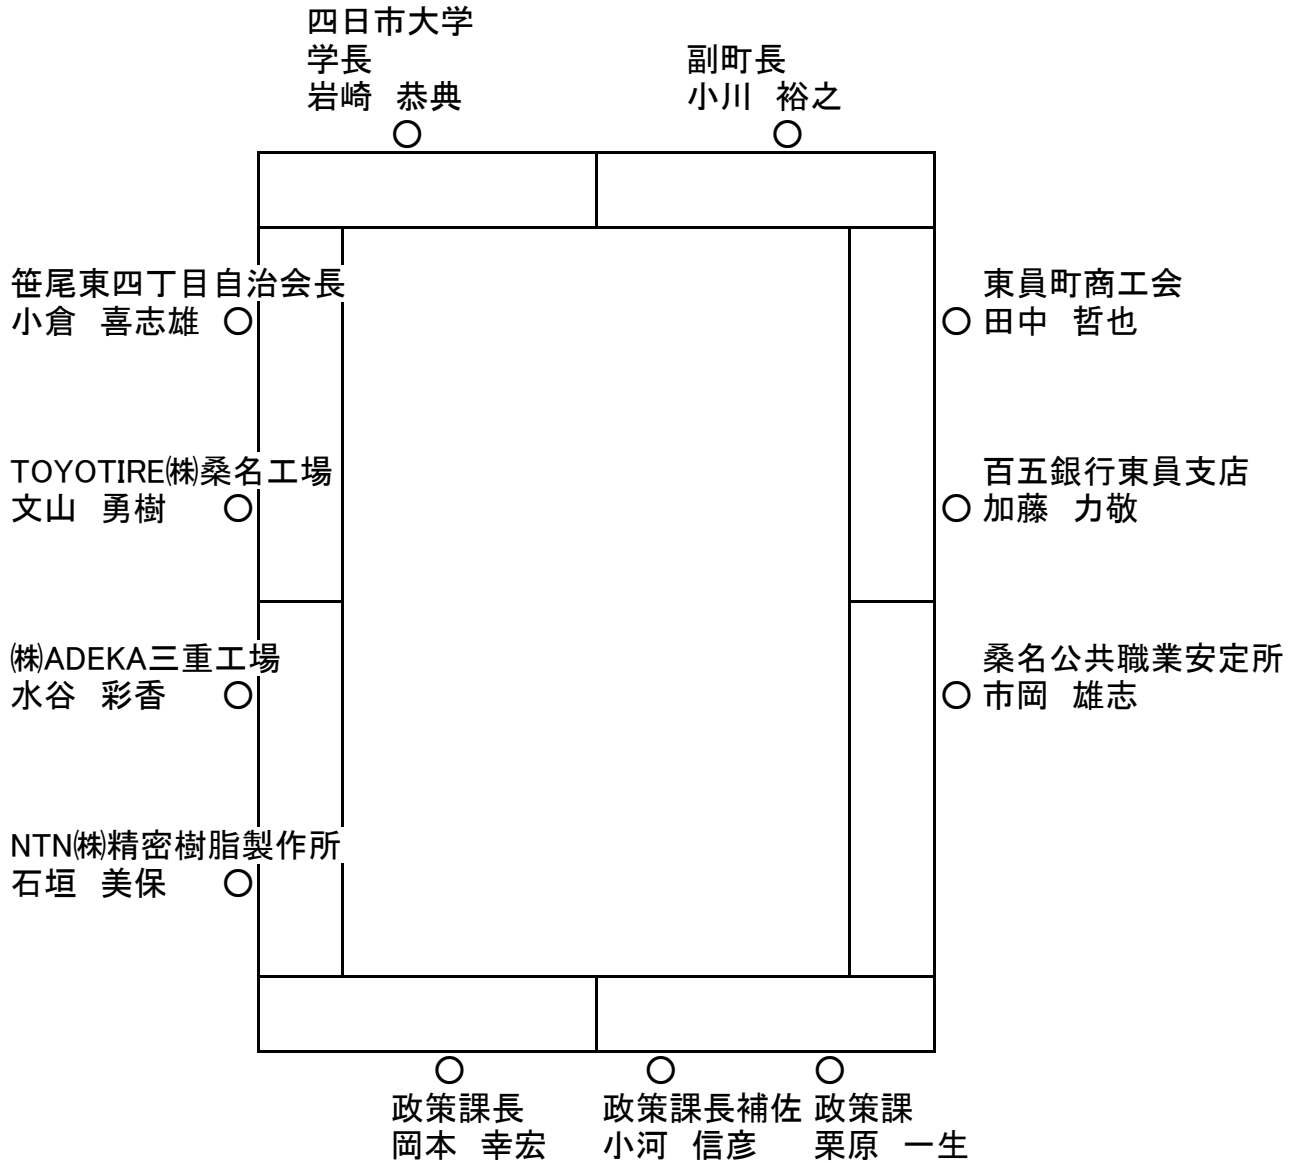 四日市大学
学長
岩崎　恭典
○
副町長
小川　裕之
○
笹尾東四丁目自治会長
小倉　喜志雄　○
東員町商工会
○ 田中　哲也
TOYOTIRE㈱桑名工場
文山　勇樹　○
百五銀行東員支店
○ 加藤　力敬
㈱ADEKA三重工場
水谷　彩香　○
桑名公共職業安定所
○ 市岡　雄志
NTN㈱精密樹脂製作所
石垣　美保　○
○
政策課長
岡本　幸宏
○
政策課長補佐
小河　信彦
○
政策課
栗原　一生